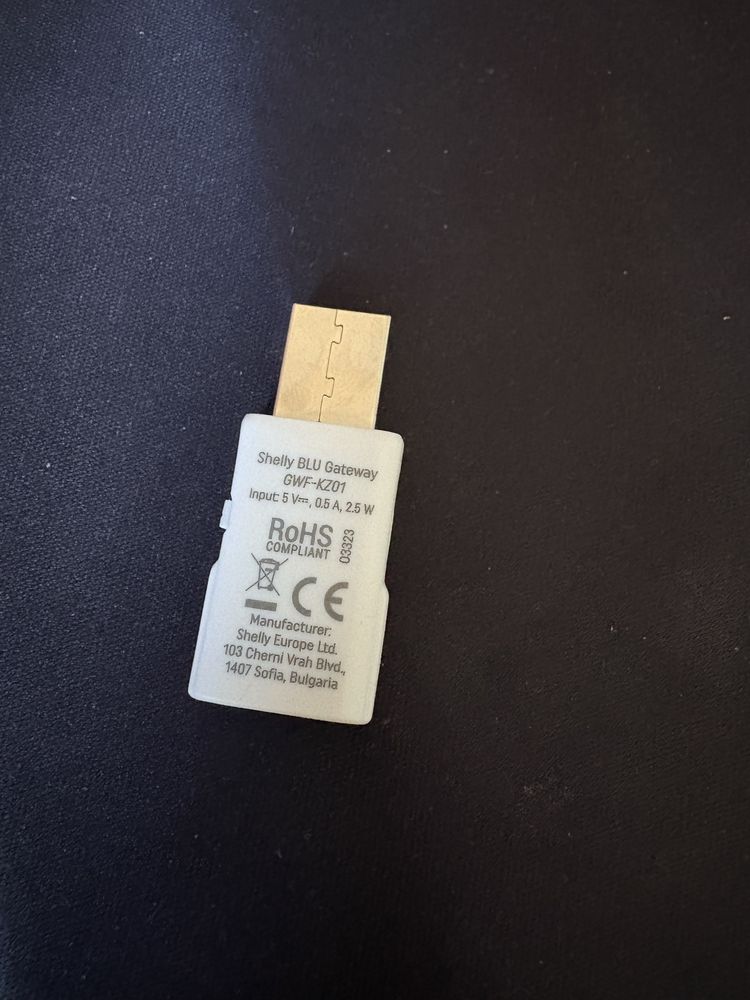 Shelly BLU Gateway
GWF-KZ01
Input: 5 V⎓, 0.5 A, 2.5 W
RoHS
COMPLIANT
03323
CE
Manufacturer:
Shelly Europe Ltd.
103 Cherni Vrah Blvd.,
1407 Sofia, Bulgaria